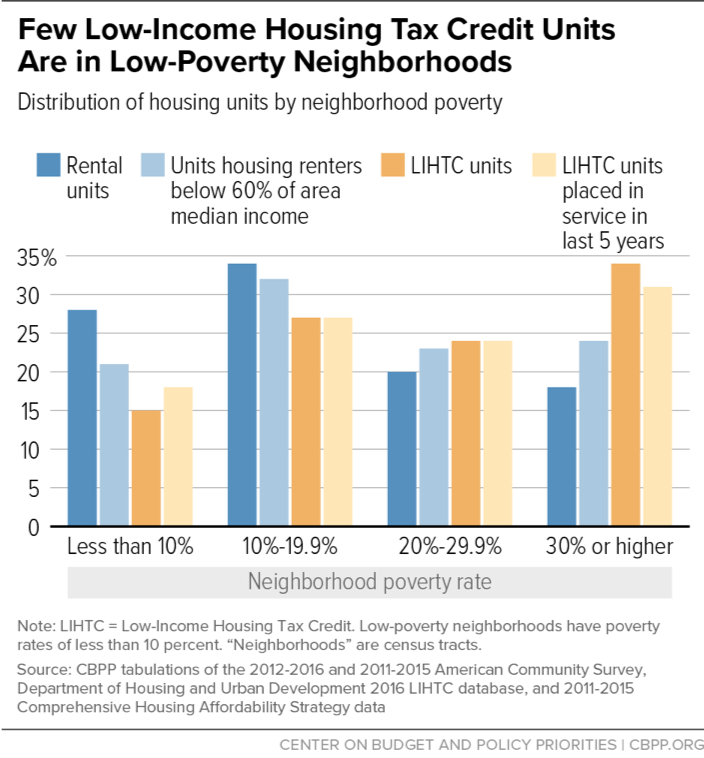 Few Low-Income Housing Tax Credit Units
Are in Low-Poverty Neighborhoods
Distribution of housing units by neighborhood poverty
Rental
units
Units housing renters
below 60% of area
median income
LIHTC units
LIHTC units
placed in
service in
last 5 years
35%
30
25
20
15
10
5
0
Less than 10%
10%-19.9%
20%-29.9%
30% or higher
Neighborhood poverty rate
Note: LIHTC = Low-Income Housing Tax Credit. Low-poverty neighborhoods have poverty
rates of less than 10 percent. “Neighborhoods” are census tracts.
Source: CBPP tabulations of the 2012-2016 and 2011-2015 American Community Survey,
Department of Housing and Urban Development 2016 LIHTC database, and 2011-2015
Comprehensive Housing Affordability Strategy data
CENTER ON BUDGET AND POLICY PRIORITIES | CBPP.ORG